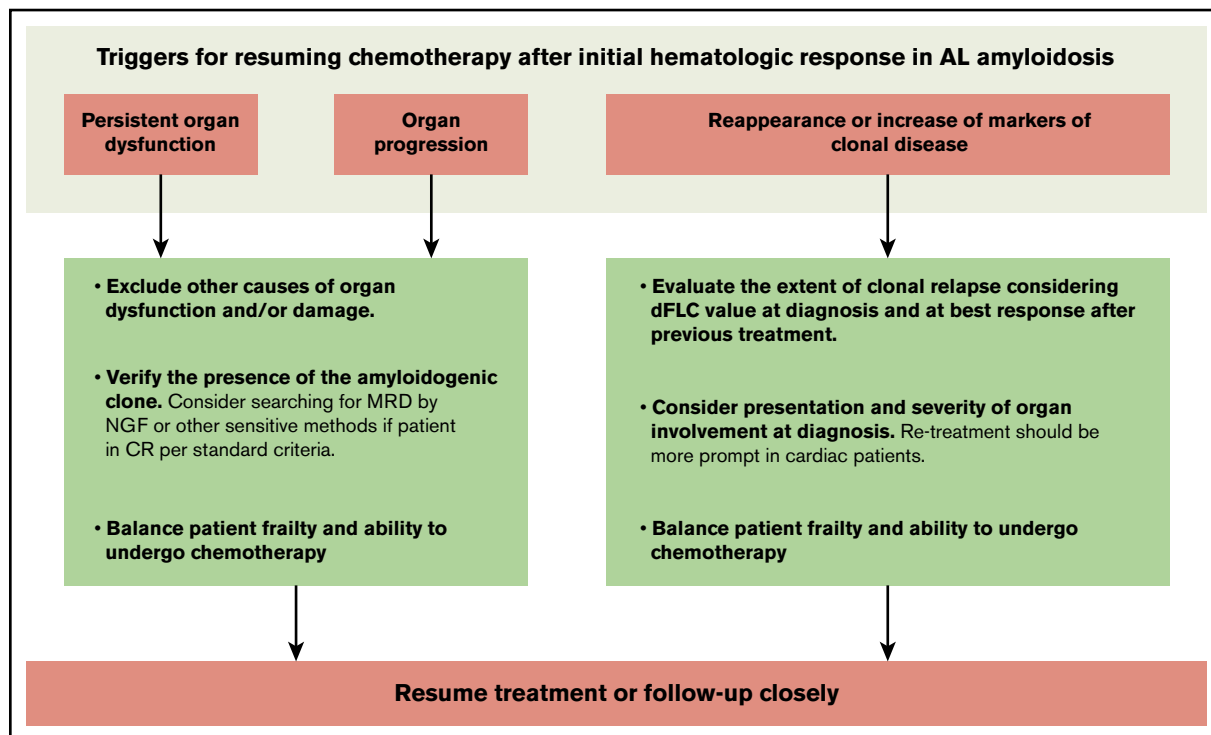 Triggers for resuming chemotherapy after initial hematologic response in AL amyloidosis
Persistent organ
dysfunction
Organ
progression
Reappearance or increase of markers of
clonal disease
• Exclude other causes of organ
dysfunction and/or damage.
• Verify the presence of the amyloidogenic
clone. Consider searching for MRD by
NGF or other sensitive methods if patient
in CR per standard criteria.
• Balance patient frailty and ability to
undergo chemotherapy
• Evaluate the extent of clonal relapse considering
dFLC value at diagnosis and at best response after
previous treatment.
• Consider presentation and severity of organ
involvement at diagnosis. Re-treatment should be
more prompt in cardiac patients.
• Balance patient frailty and ability to undergo
chemotherapy
Resume treatment or follow-up closely